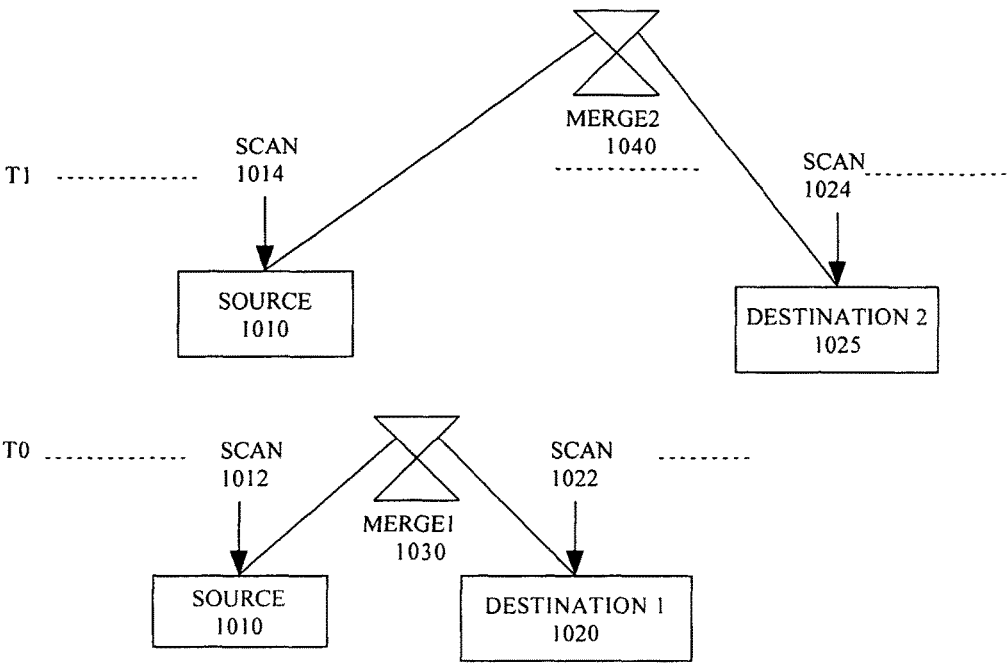 MERGE2
1040
T1
SCAN
1014
SCAN
1024
SOURCE
1010
DESTINATION 2
1025
T0
SCAN
1012
SCAN
1022
MERGE1
1030
SOURCE
1010
DESTINATION 1
1020